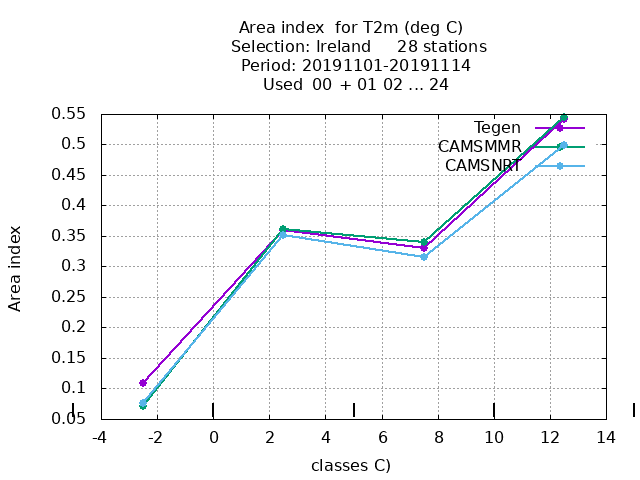 Area index  for T2m (deg C)
Selection: Ireland     28 stations
Period: 20191101-20191114
Used  00 + 01 02 ... 24
0.55
0.5
0.45
0.4
0.35
0.3
0.25
0.2
0.15
0.1
0.05
Area index
Tegen
CAMSMMR
CAMSNRT
-4 -2 0 2 4 6 8 10 12 14
classes C)